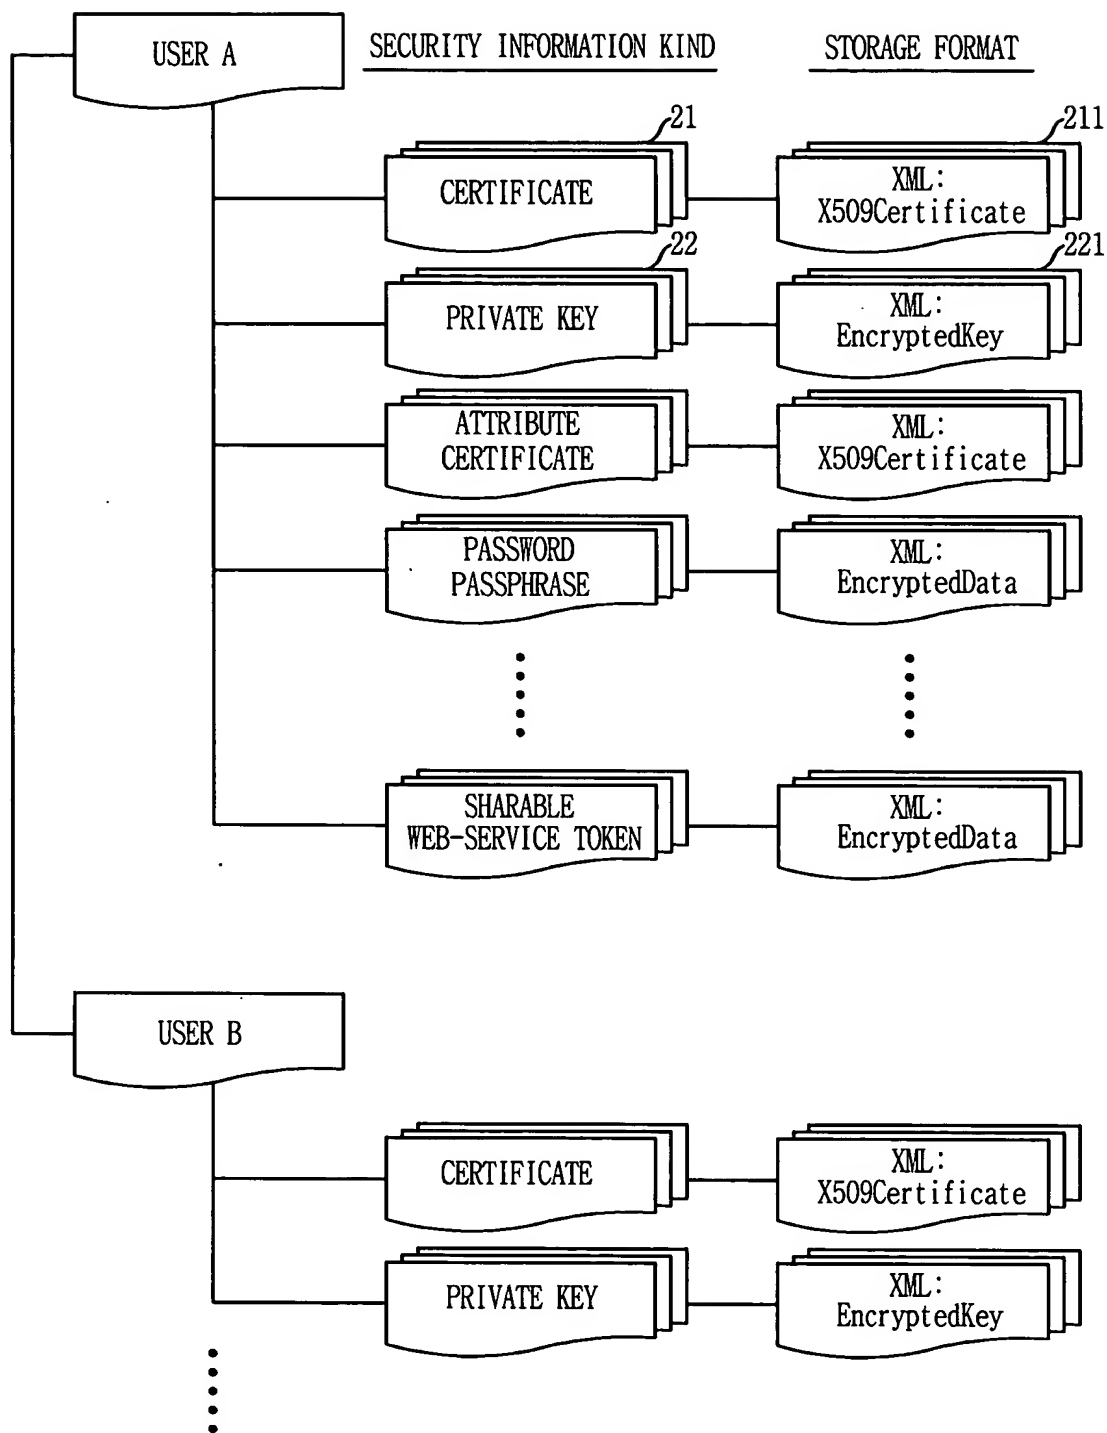 USER A
SECURITY INFORMATION KIND
STORAGE FORMAT
21
211
CERTIFICATE
XML:
X509Certificate
22
221
PRIVATE KEY
XML:
EncryptedKey
ATTRIBUTE
CERTIFICATE
XML:
X509Certificate
PASSWORD
PASSPHRASE
XML:
EncryptedData
SHARABLE
WEB-SERVICE TOKEN
XML:
EncryptedData
USER B
CERTIFICATE
XML:
X509Certificate
PRIVATE KEY
XML:
EncryptedKey